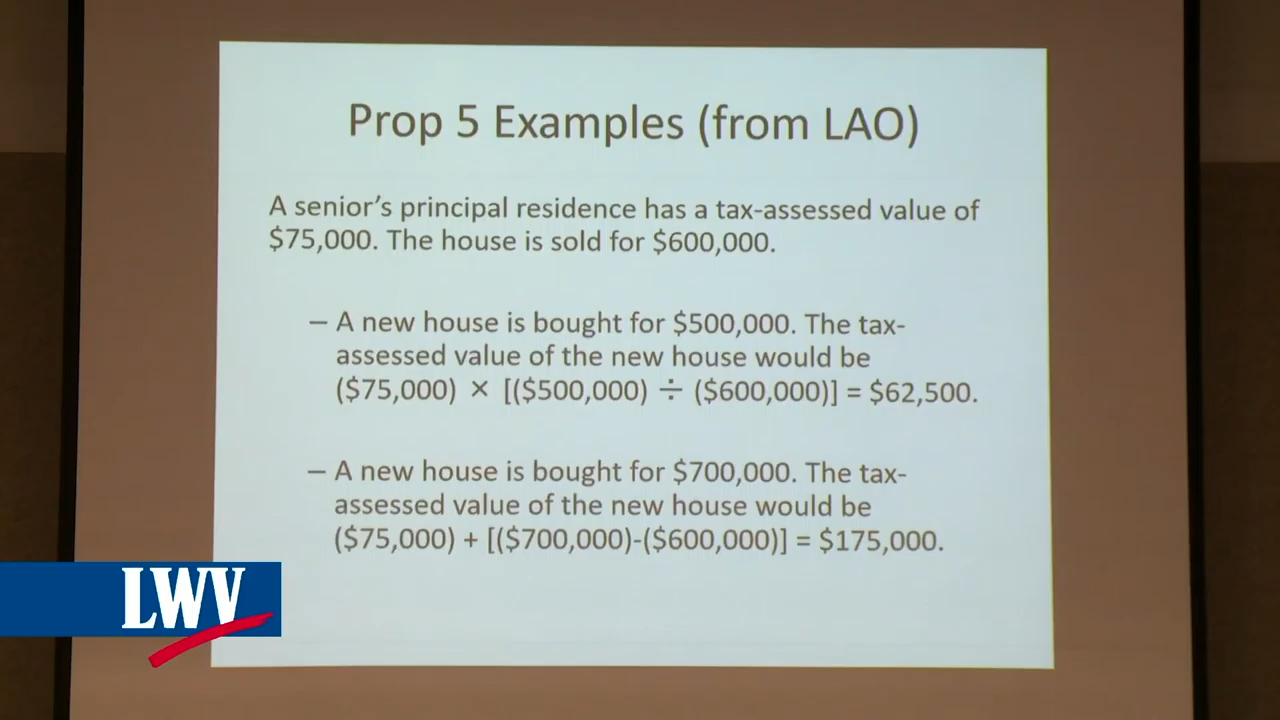 Prop 5 Examples (from LAO)
A senior’s principal residence has a tax-assessed value of
$75,000. The house is sold for $600,000.
– A new house is bought for $500,000. The tax-
assessed value of the new house would be
($75,000) × [($500,000) ÷ ($600,000)] = $62,500.
– A new house is bought for $700,000. The tax-
assessed value of the new house would be
($75,000) + [($700,000)-($600,000)] = $175,000.
LWV